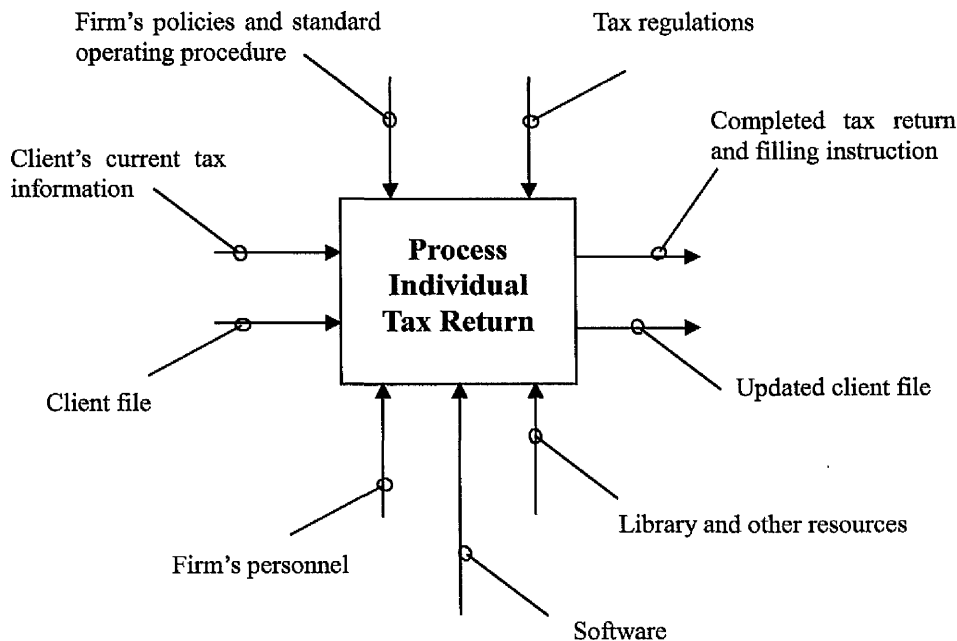 Firm's policies and standard
operating procedure
Tax regulations
Completed tax return
and filling instruction
Client's current tax
information
Process
Individual
Tax Return
Client file
Updated client file
Library and other resources
Firm's personnel
Software